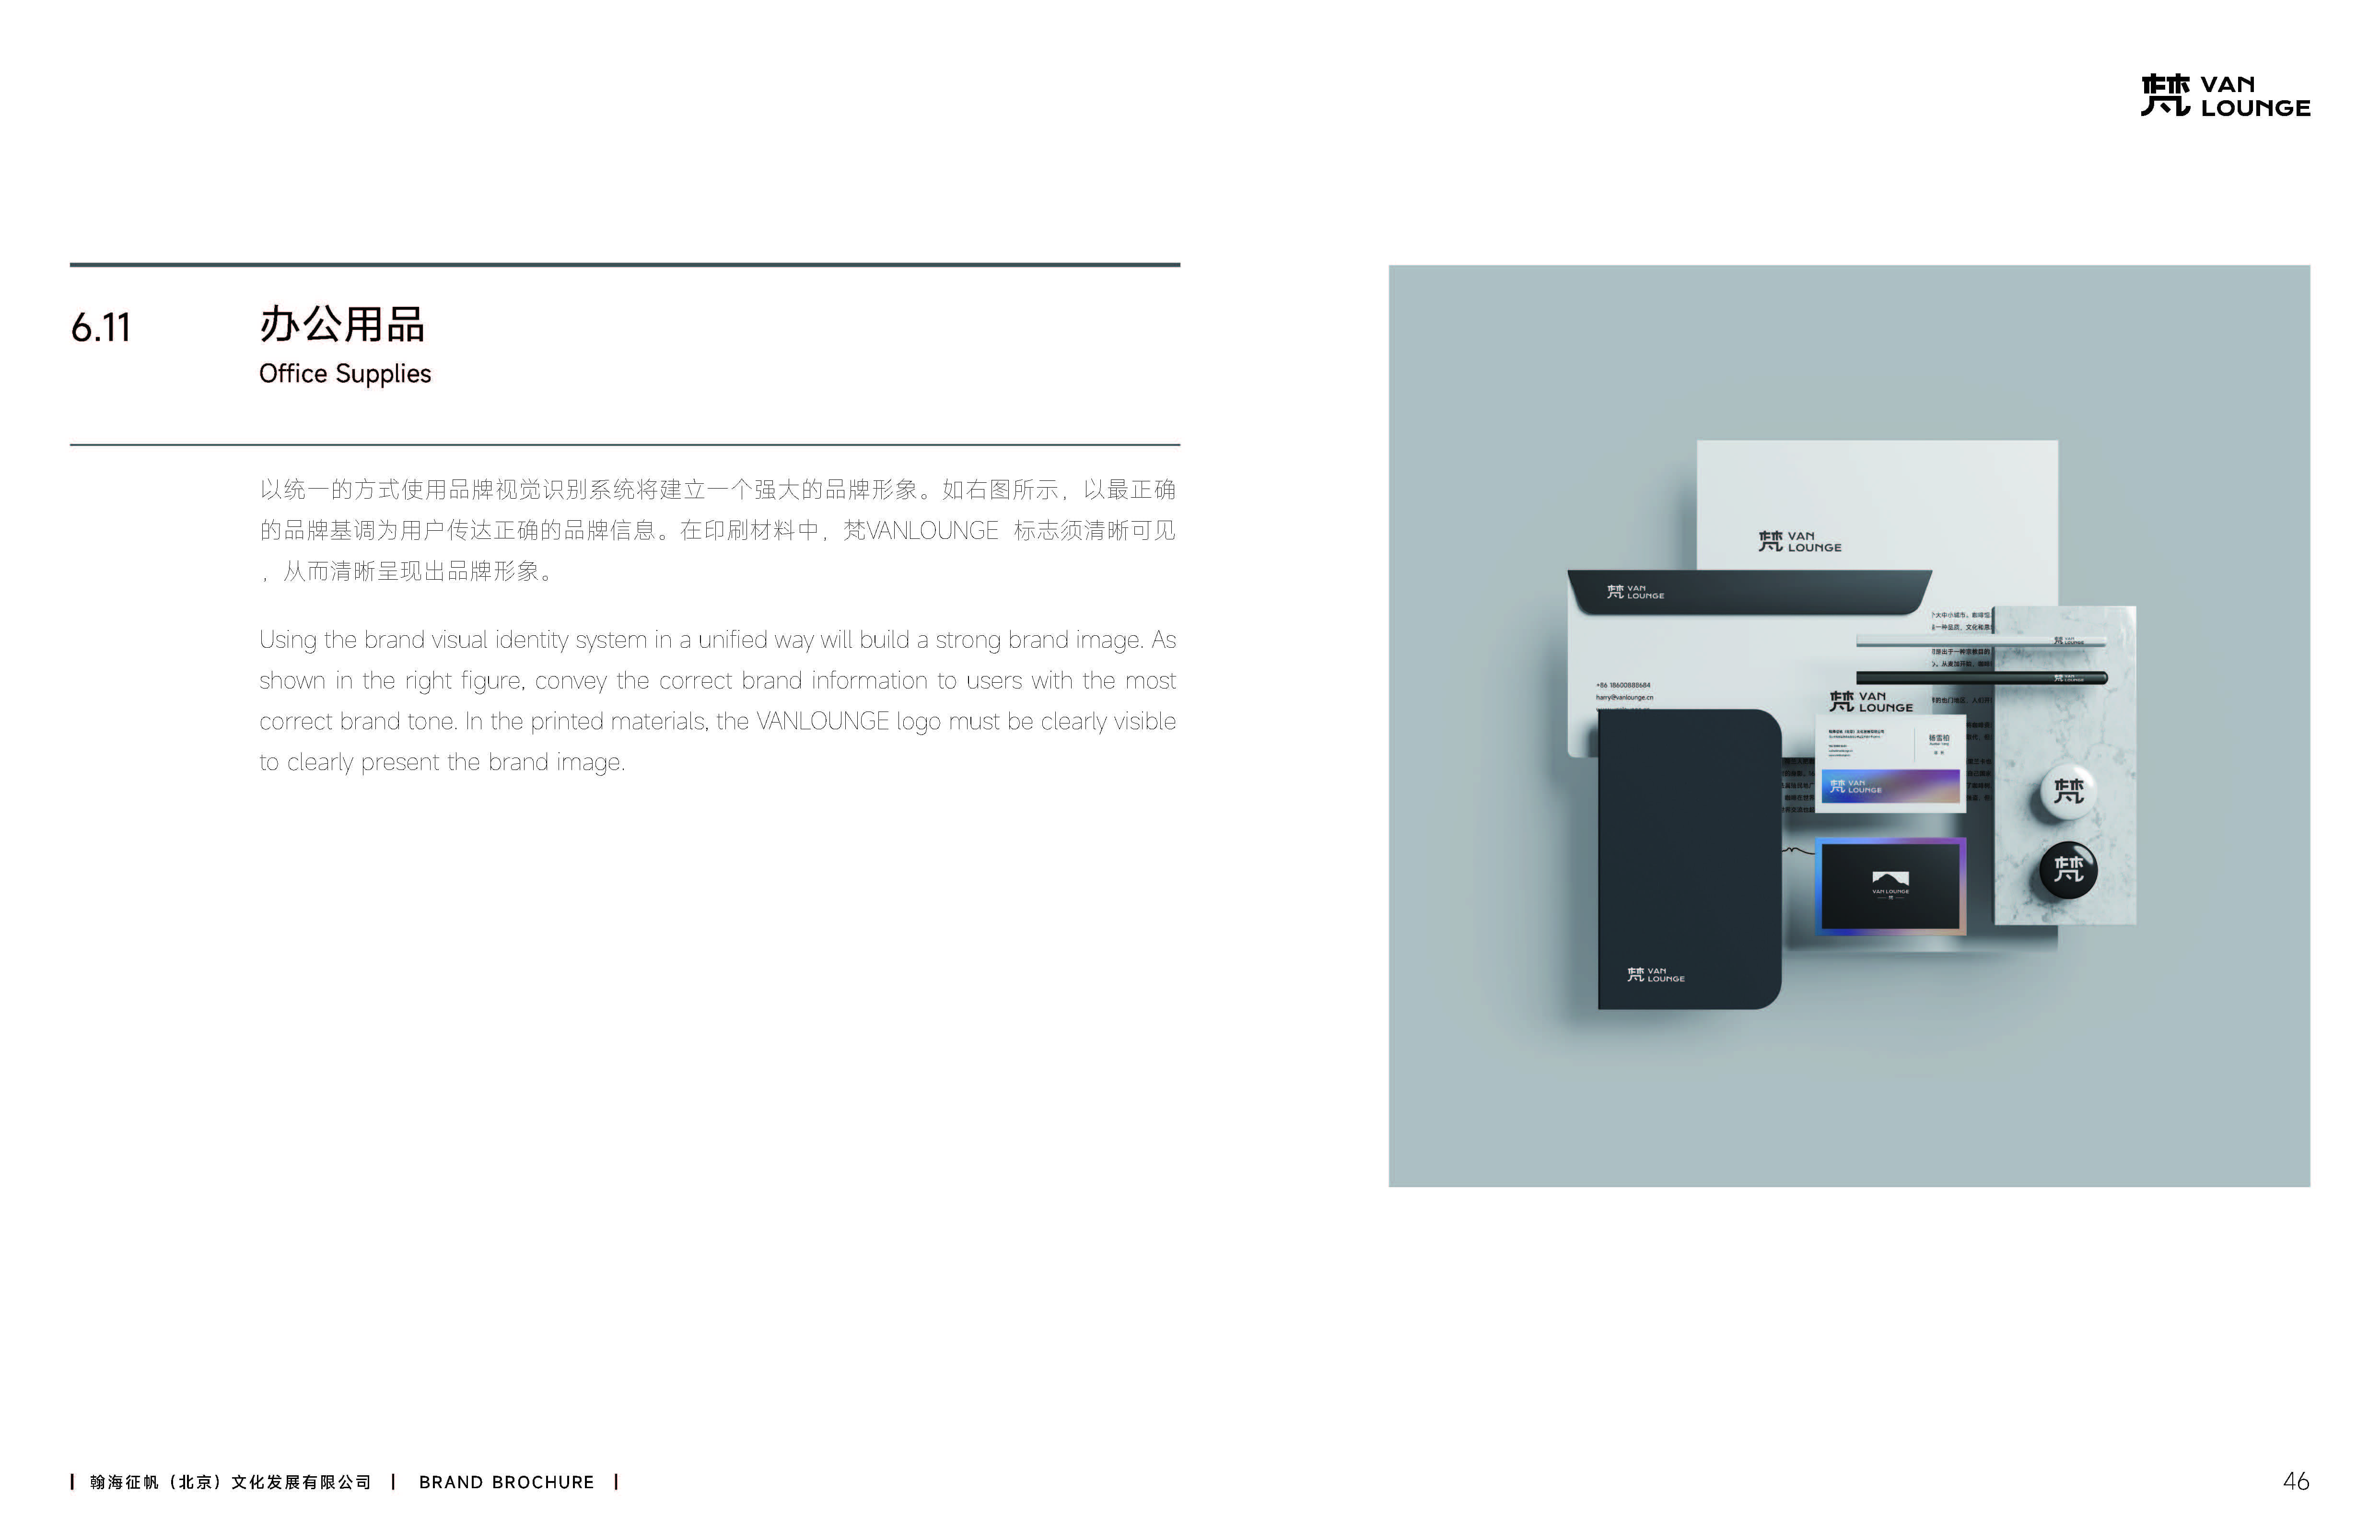 梵 VAN
LOUNGE
6.11
办公用品
Office Supplies
以统一的方式使用品牌视觉识别系统将建立一个强大的品牌形象。如右图所示，以最正确
的品牌基调为用户传达正确的品牌信息。在印刷材料中，梵VANLOUNGE 标志须清晰可见
，从而清晰呈现出品牌形象。
Using the brand visual identity system in a unified way will build a strong brand image. As
shown in the right figure, convey the correct brand information to users with the most
correct brand tone. In the printed materials, the VANLOUNGE logo must be clearly visible
to clearly present the brand image.
梵 VAN
LOUNGE
梵 VAN
LOUNGE
梵 VAN
LOUNGE
梵 VAN
LOUNGE
+86 18600888684
harry@vanlounge.cn
梵 VAN
LOUNGE
梵 VAN
LOUNGE
梵
梵
VAN LOUNGE
梵 VAN
LOUNGE
翰海征帆（北京）文化发展有限公司 | BRAND BROCHURE |
46